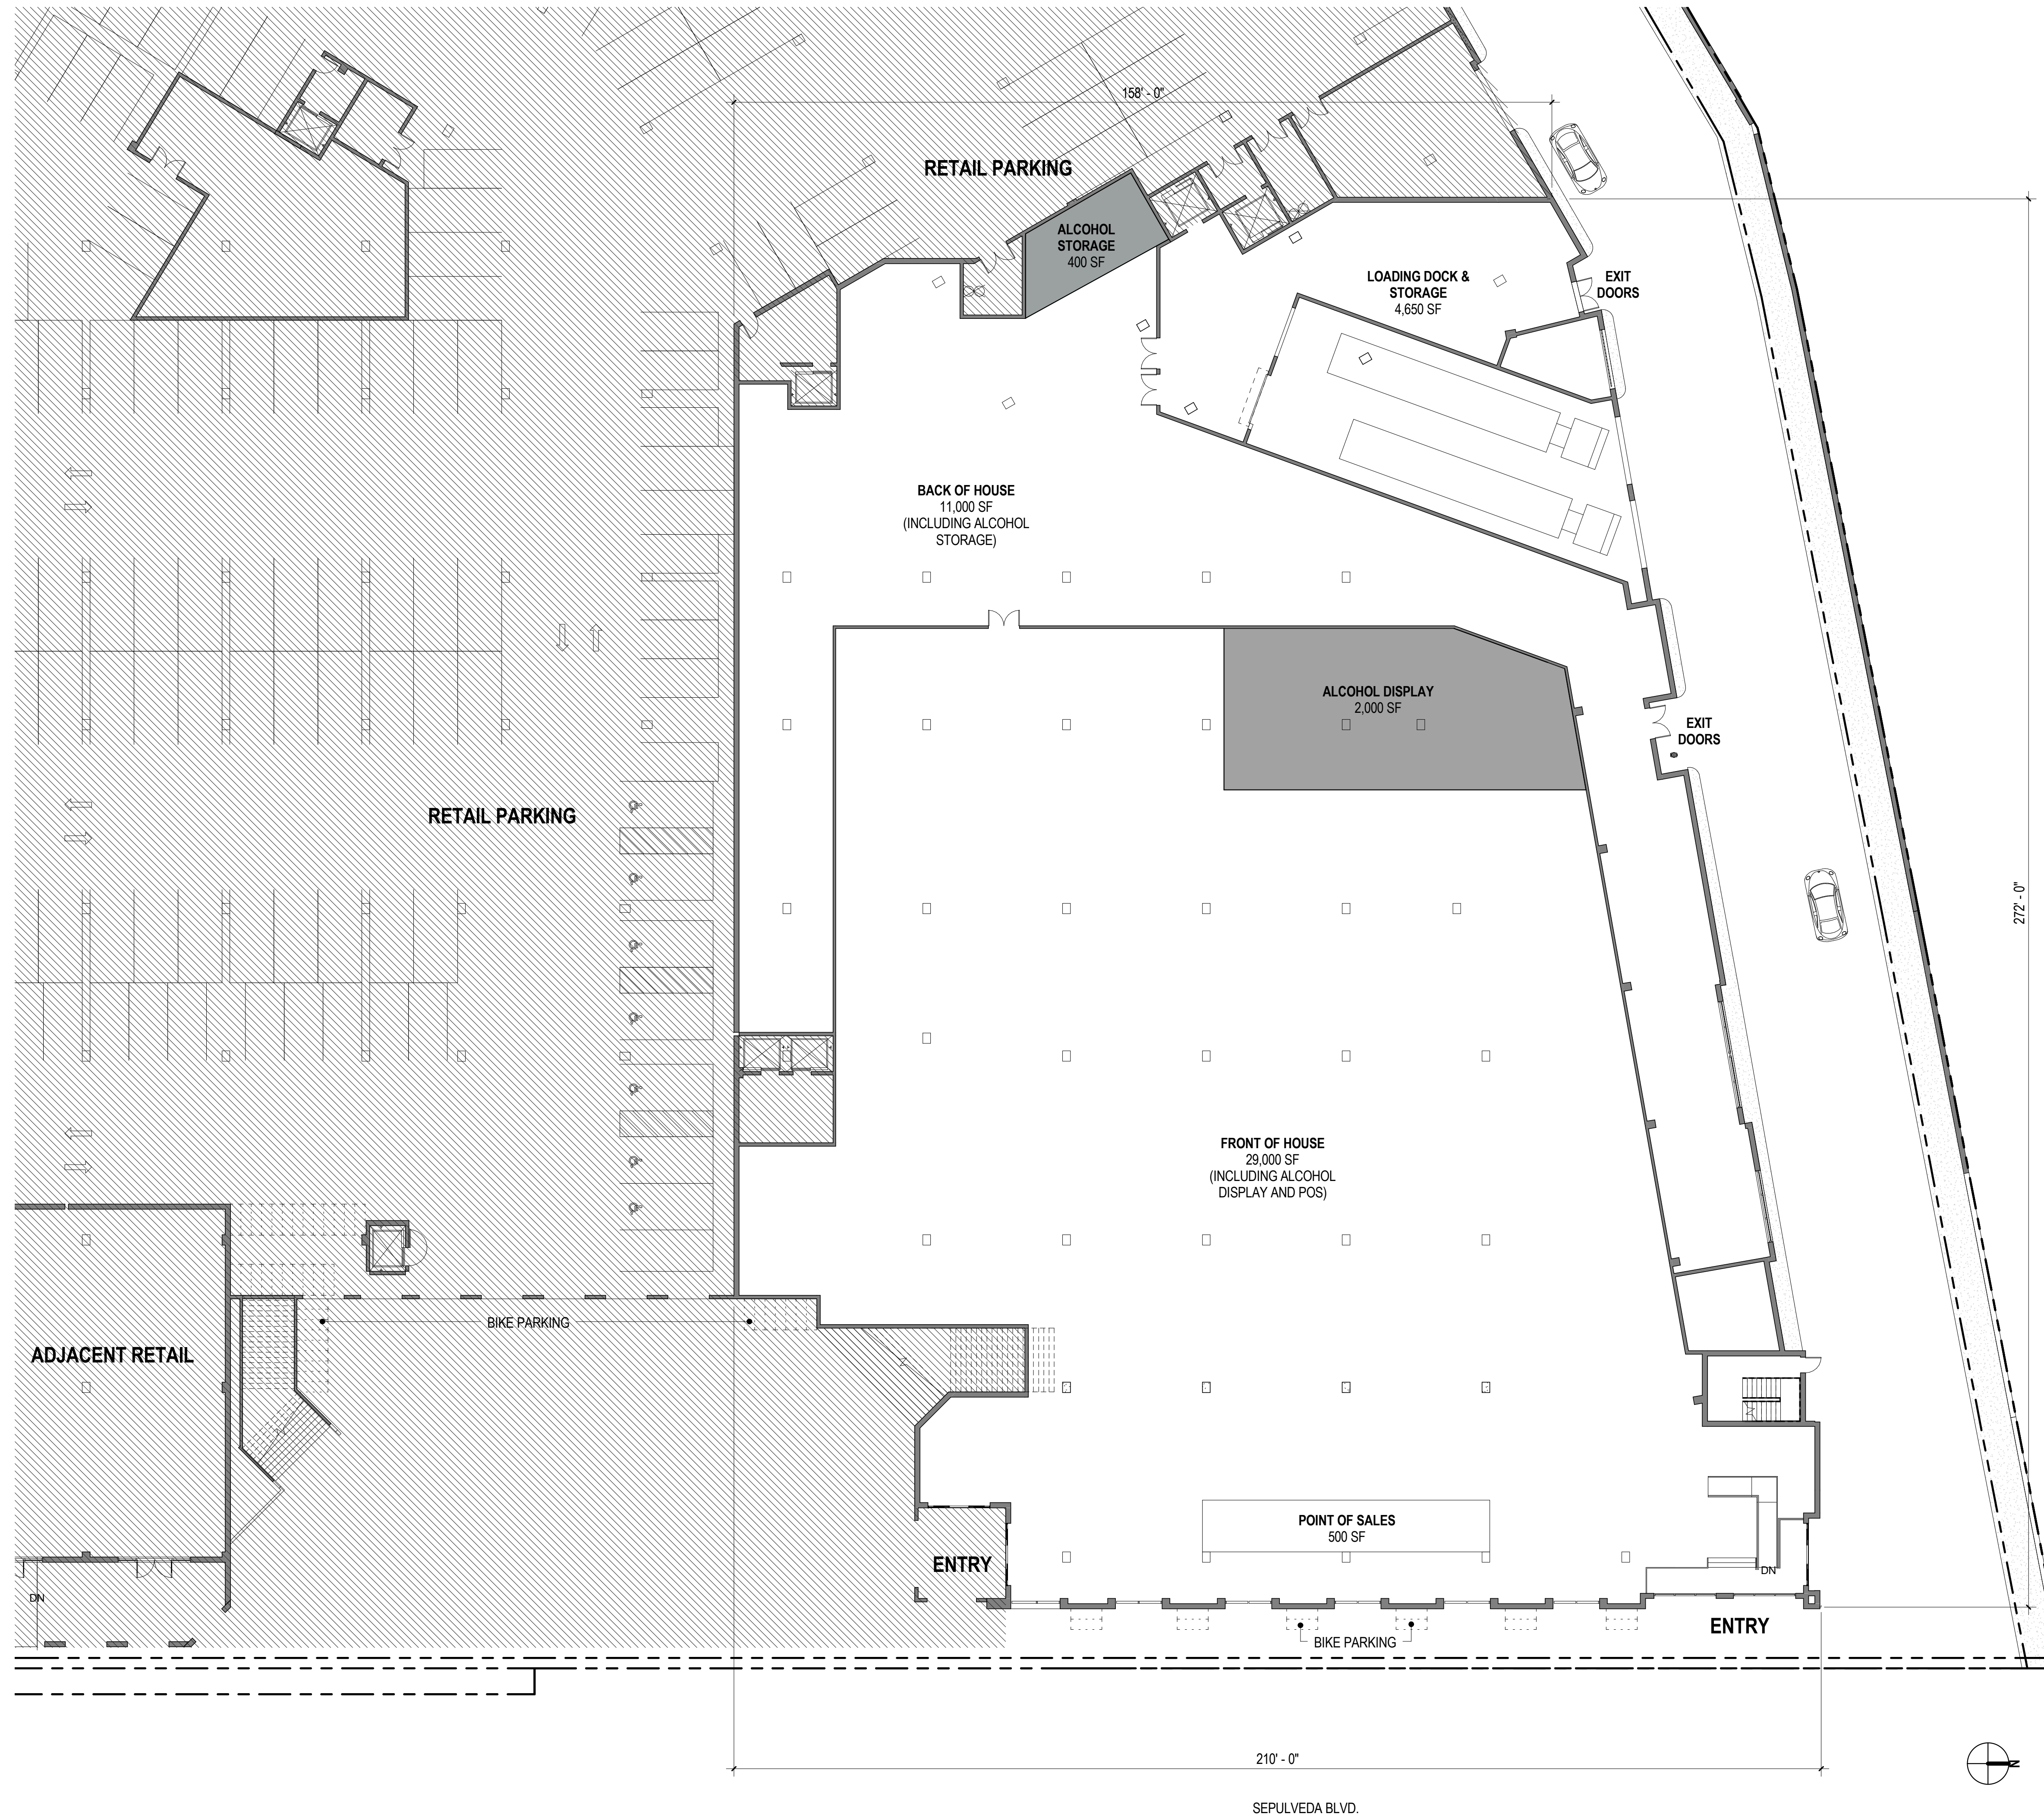 158' - 0"
RETAIL PARKING
ALCOHOL
STORAGE
400 SF
LOADING DOCK &
STORAGE
4,650 SF
EXIT
DOORS
BACK OF HOUSE
11,000 SF
(INCLUDING ALCOHOL
STORAGE)
ALCOHOL DISPLAY
2,000 SF
EXIT
DOORS
RETAIL PARKING
272' - 0"
FRONT OF HOUSE
29,000 SF
(INCLUDING ALCOHOL
DISPLAY AND POS)
BIKE PARKING
ADJACENT RETAIL
POINT OF SALES
500 SF
ENTRY
DN
DN
ENTRY
BIKE PARKING
210' - 0"
N
SEPULVEDA BLVD.